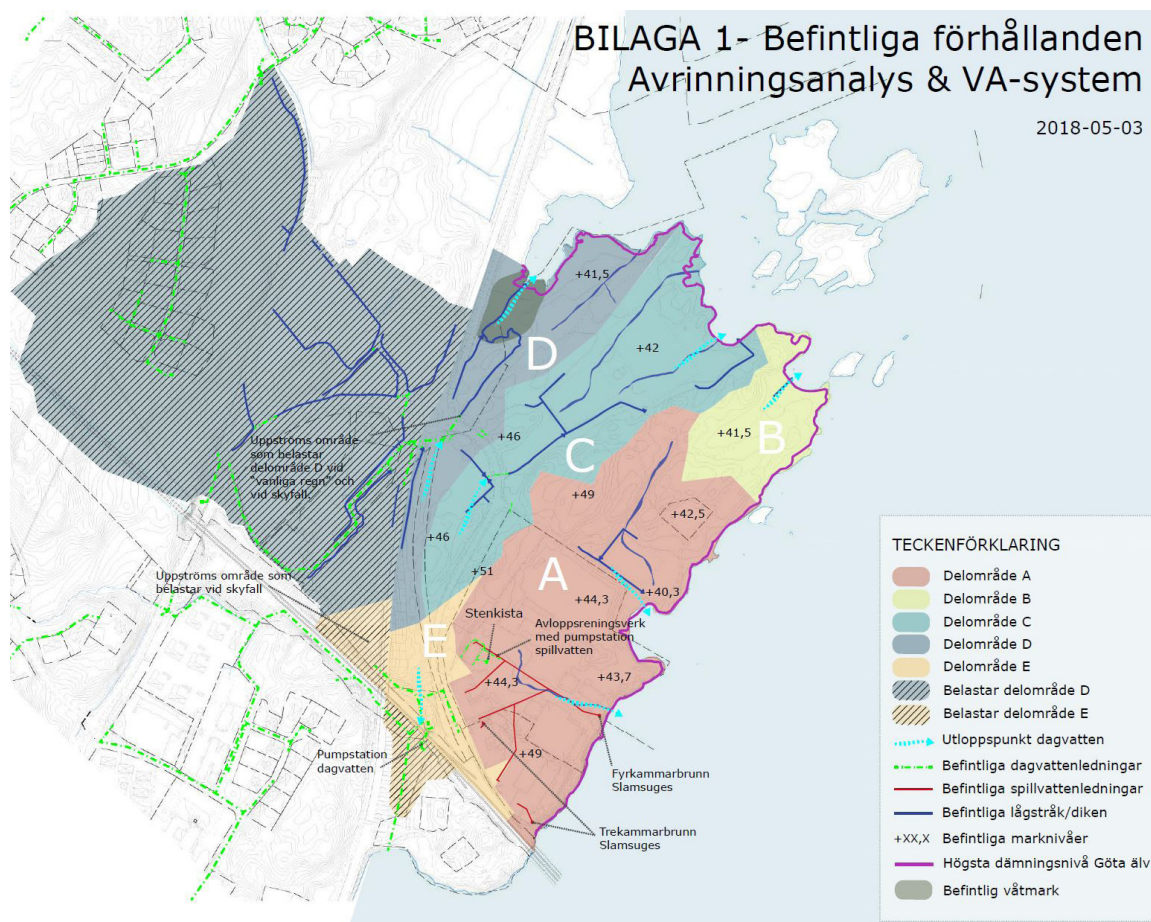 BILAGA 1- Befintliga förhållanden
Avrinningsanalys & VA-system
2018-05-03
+41,5
D
+42
+41,5
B
+46
Uppströms område
som belastar
delområde D vid
"vanliga regn" och
vid skyfall.
C
+49
+42,5
+46
+51
A
Uppströms område som
belastar vid skyfall
+44,3
+40,3
Stenkista
Avloppsreningsverk
med pumpstation
spillvatten
E
+44,3
+43,7
+49
Pumpstation
dagvatten
Fyrkammarbrunn
Slamsuges
Trekammarbrunn
Slamsuges
TECKENFÖRKLARING
Delområde A
Delområde B
Delområde C
Delområde D
Delområde E
Belastar delområde D
Belastar delområde E
Utloppspunkt dagvatten
Befintliga dagvattenledningar
Befintliga spillvattenledningar
Befintliga lågstråk/diken
+XX,X Befintliga marknivåer
Högsta dämningsnivå Göta älv
Befintlig våtmark